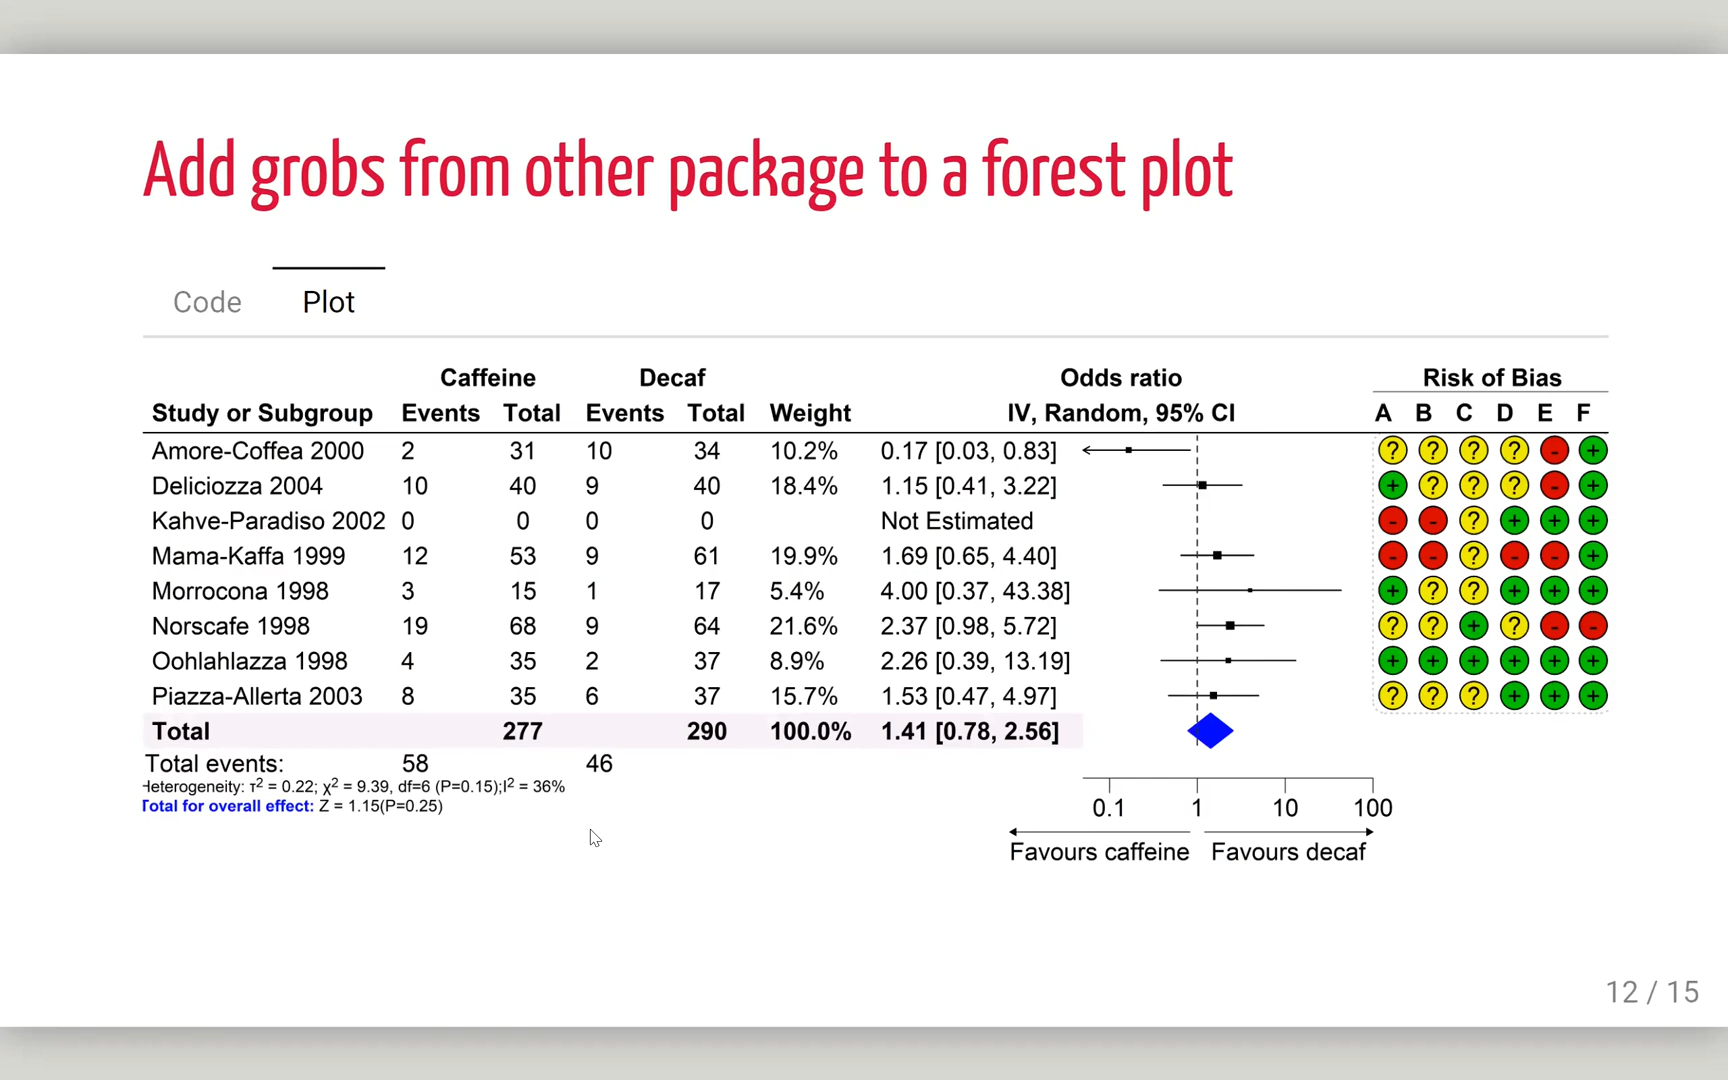 Add grobs from other package to a forest plot
Code Plot
Caffeine Decaf Odds ratio Risk of Bias
Study or Subgroup Events Total Events Total Weight IV, Random, 95% CI A B C D E F
Amore-Coffea 2000 2 31 10 34 10.2% 0.17 [0.03, 0.83] ? ? ? ? - +
Deliciozza 2004 10 40 9 40 18.4% 1.15 [0.41, 3.22] + ? ? ? - +
Kahve-Paradiso 2002 0 0 0 0 Not Estimated - - ? + + +
Mama-Kaffa 1999 12 53 9 61 19.9% 1.69 [0.65, 4.40] - - ? - - +
Morrocona 1998 3 15 1 17 5.4% 4.00 [0.37, 43.38] + ? ? + + +
Norscafe 1998 19 68 9 64 21.6% 2.37 [0.98, 5.72] ? ? + ? - -
Oohlahlazza 1998 4 35 2 37 8.9% 2.26 [0.39, 13.19] + + + + + +
Piazza-Allerta 2003 8 35 6 37 15.7% 1.53 [0.47, 4.97] ? ? ? + + +
Total 277 290 100.0% 1.41 [0.78, 2.56]
Total events: 58 46
Heterogeneity: τ² = 0.22; χ² = 9.39, df=6 (P=0.15);I² = 36%
Total for overall effect: Z = 1.15(P=0.25)
0.1 1 10 100
Favours caffeine Favours decaf
12 / 15